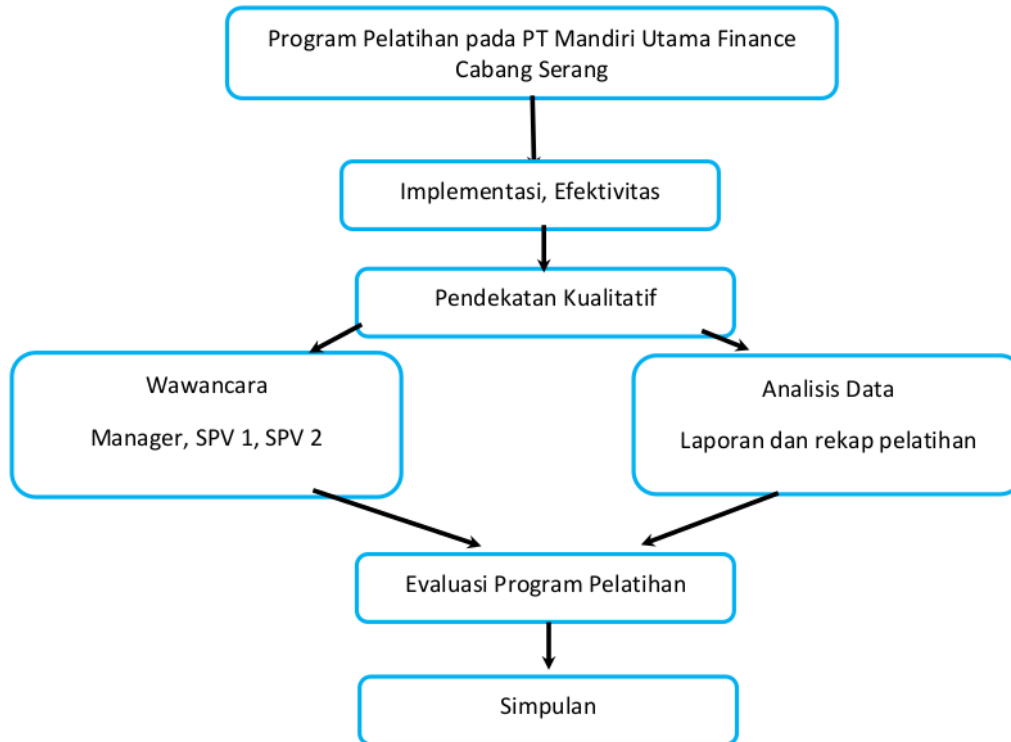 Program Pelatihan pada PT Mandiri Utama Finance
Cabang Serang
Implementasi, Efektivitas
Pendekatan Kualitatif
Wawancara
Manager, SPV 1, SPV 2
Analisis Data
Laporan dan rekap pelatihan
Evaluasi Program Pelatihan
Simpulan